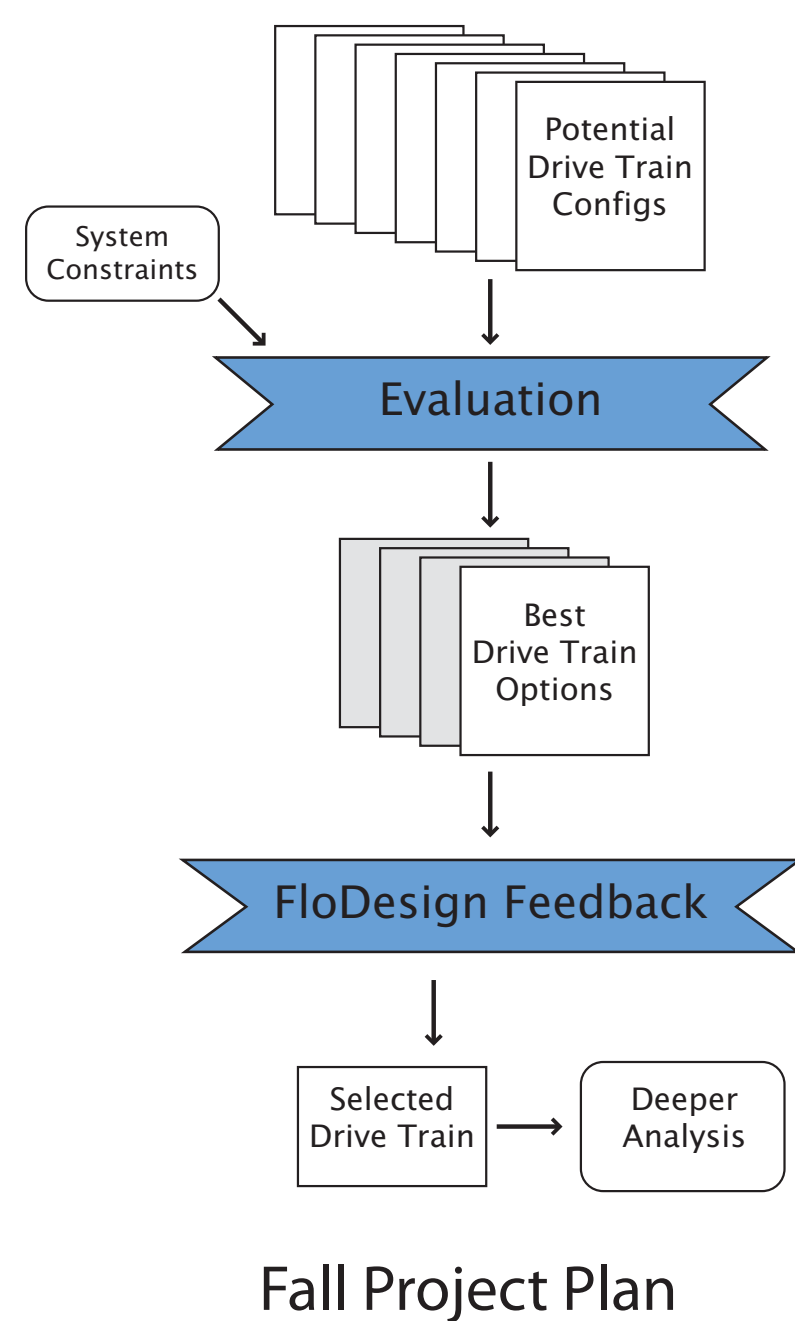 Potential
Drive Train
Configs
System
Constraints
Evaluation
Best
Drive Train
Options
FloDesign Feedback
Selected
Drive Train
Deeper
Analysis
Fall Project Plan